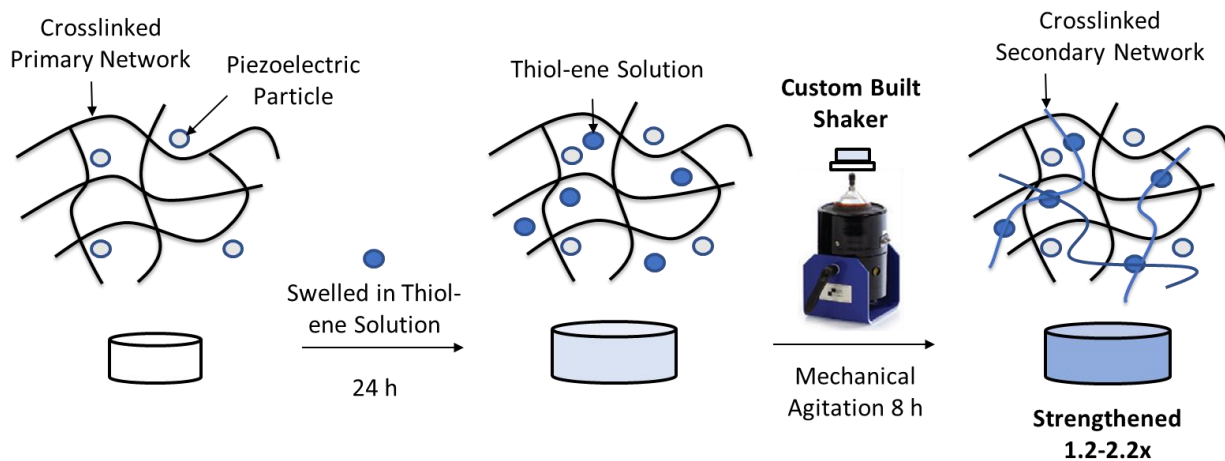 Crosslinked
Primary Network
Piezoelectric
Particle
Swelled in Thiol-
ene Solution
24 h
Thiol-ene Solution
Custom Built
Shaker
Mechanical
Agitation 8 h
Crosslinked
Secondary Network
Strengthened
1.2-2.2x